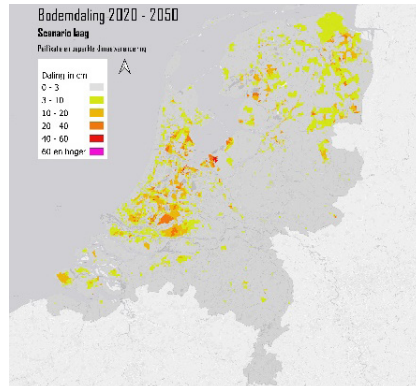 Bodemdaling 2020 - 2050
Scenario laag
Daling in cm
0 - 3
3 - 10
10 - 20
20 - 40
40 - 60
60 en hoger